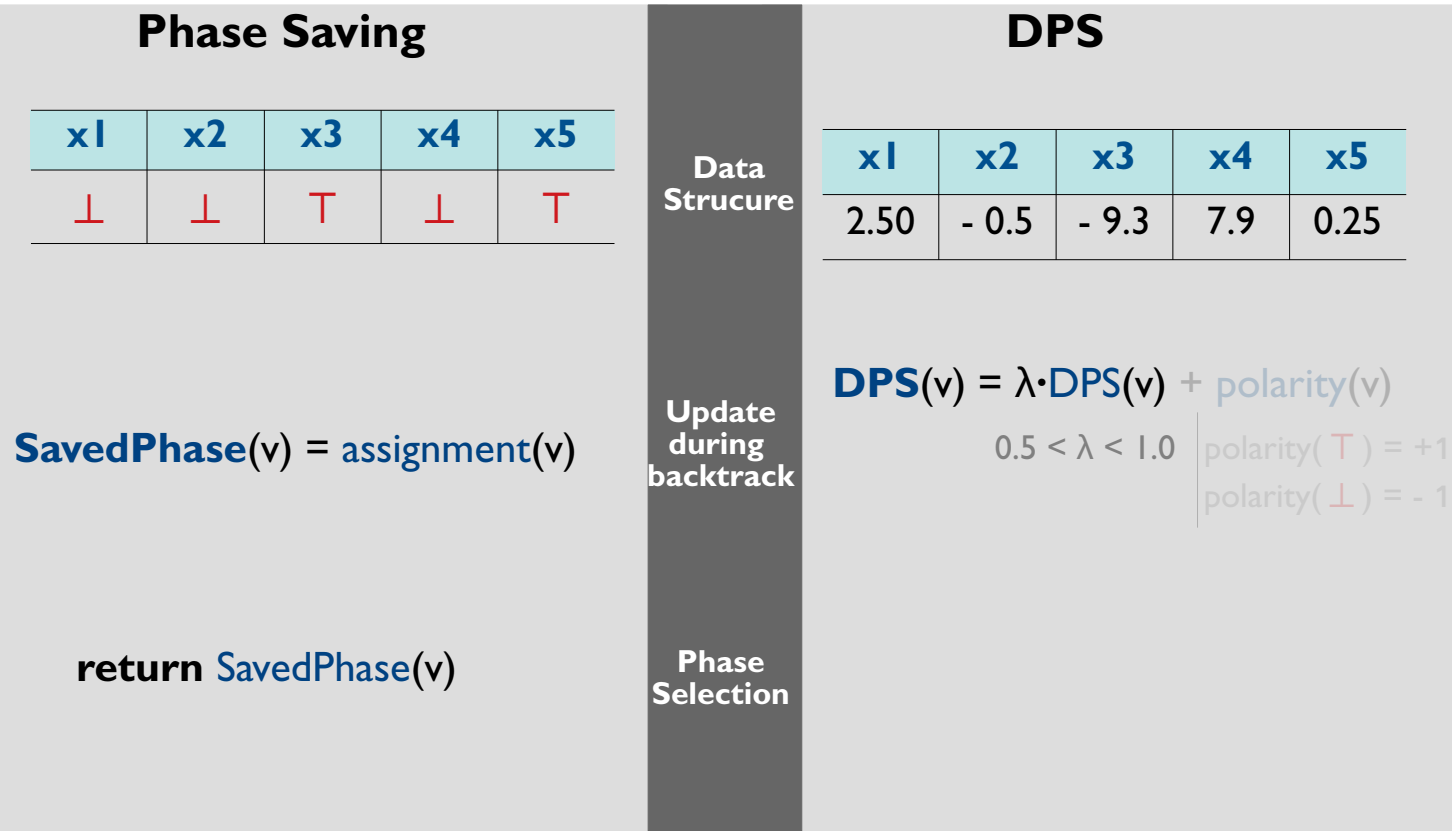 Phase Saving
x1 x2 x3 x4 x5
⊥ ⊥ ⊤ ⊥ ⊤
SavedPhase(v) = assignment(v)
return SavedPhase(v)
Data
Strucure
Update
during
backtrack
Phase
Selection
DPS
x1 x2 x3 x4 x5
2.50 - 0.5 - 9.3 7.9 0.25
DPS(v) = λ·DPS(v) + polarity(v)
0.5 < λ < 1.0
polarity( ⊤ ) = +1
polarity( ⊥ ) = - 1